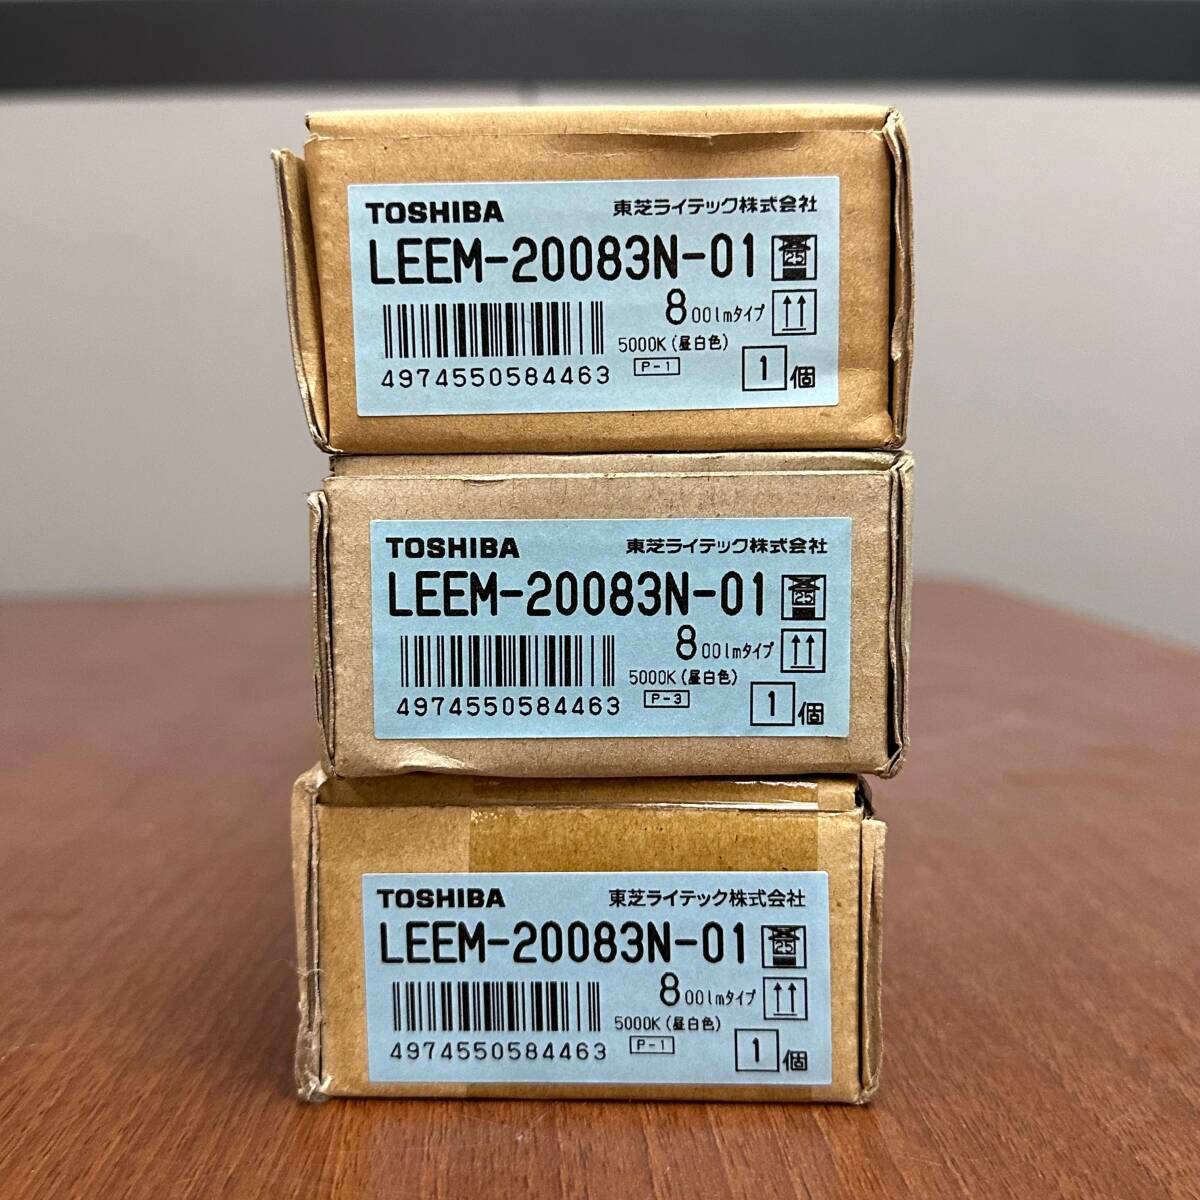 TOSHIBA 東芝ライテック株式会社
LEEM-20083N-01 25
800lmタイプ
5000K(昼白色)
P-1
4974550584463 1個
TOSHIBA 東芝ライテック株式会社
LEEM-20083N-01 25
800lmタイプ
5000K(昼白色)
P-3
4974550584463 1個
TOSHIBA 東芝ライテック株式会社
LEEM-20083N-01 25
800lmタイプ
5000K(昼白色)
P-1
4974550584463 1個